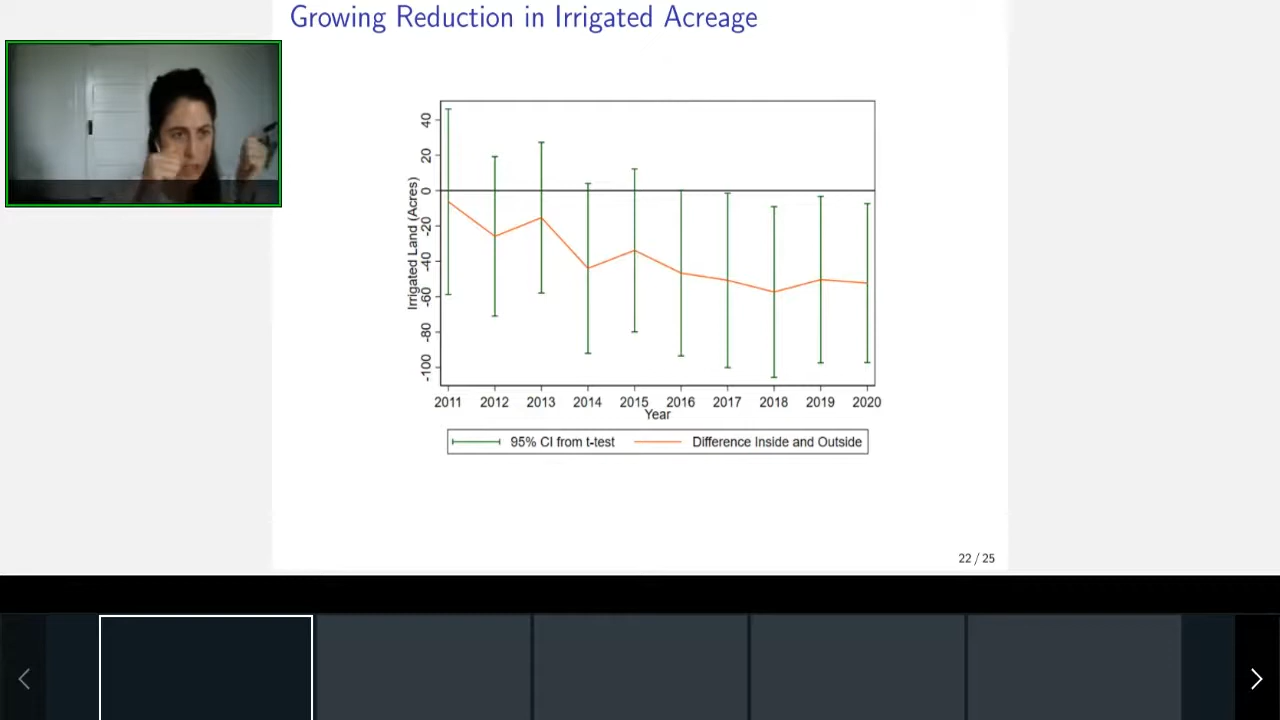 Growing Reduction in Irrigated Acreage
Irrigated Land (Acres)
40
20
0
-20
-40
-60
-80
-100
2011 2012 2013 2014 2015 2016 2017 2018 2019 2020
Year
95% CI from t-test Difference Inside and Outside
22 / 25